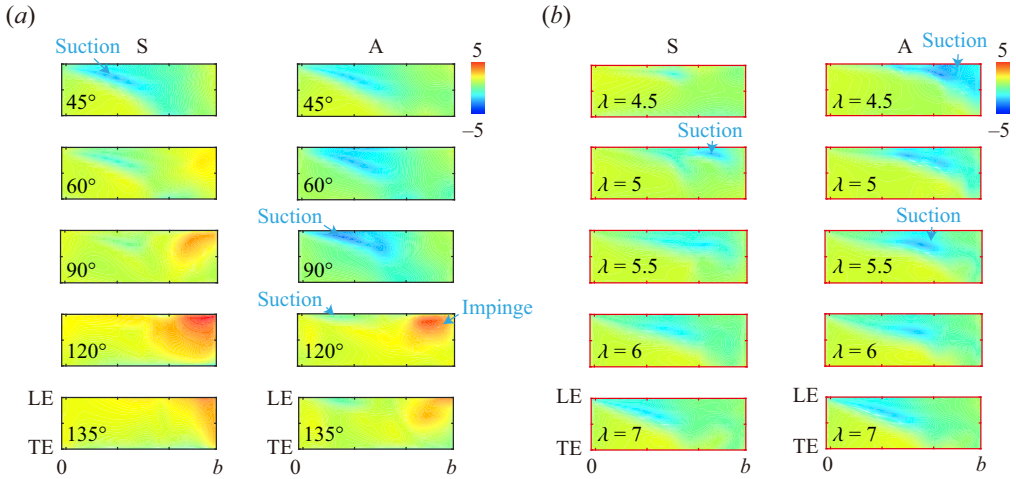 (a)
S
A
Suction
5
−5
45°
45°
60°
60°
Suction
90°
90°
Suction
Impinge
120°
120°
LE
TE
135°
LE
TE
135°
0
b
0
b
(b)
S
A
Suction
5
−5
λ = 4.5
λ = 4.5
Suction
λ = 5
λ = 5
Suction
λ = 5.5
λ = 5.5
λ = 6
λ = 6
LE
TE
λ = 7
LE
TE
λ = 7
0
b
0
b